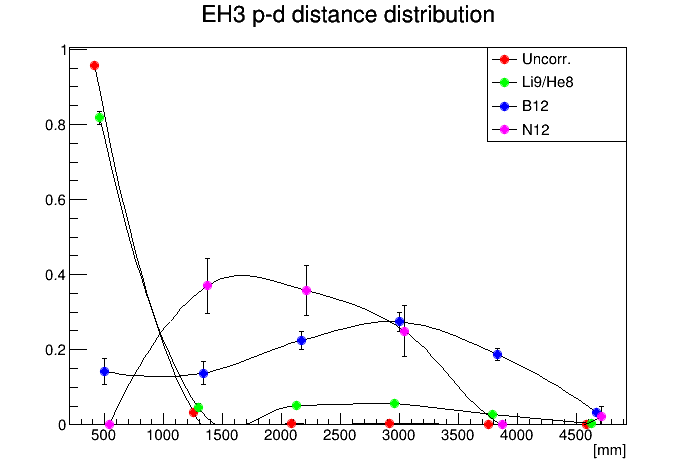 EH3 p-d distance distribution
1
Uncorr.
Li9/He8
B12
N12
0.8
0.6
0.4
0.2
0
500 1000 1500 2000 2500 3000 3500 4000 4500
[mm]